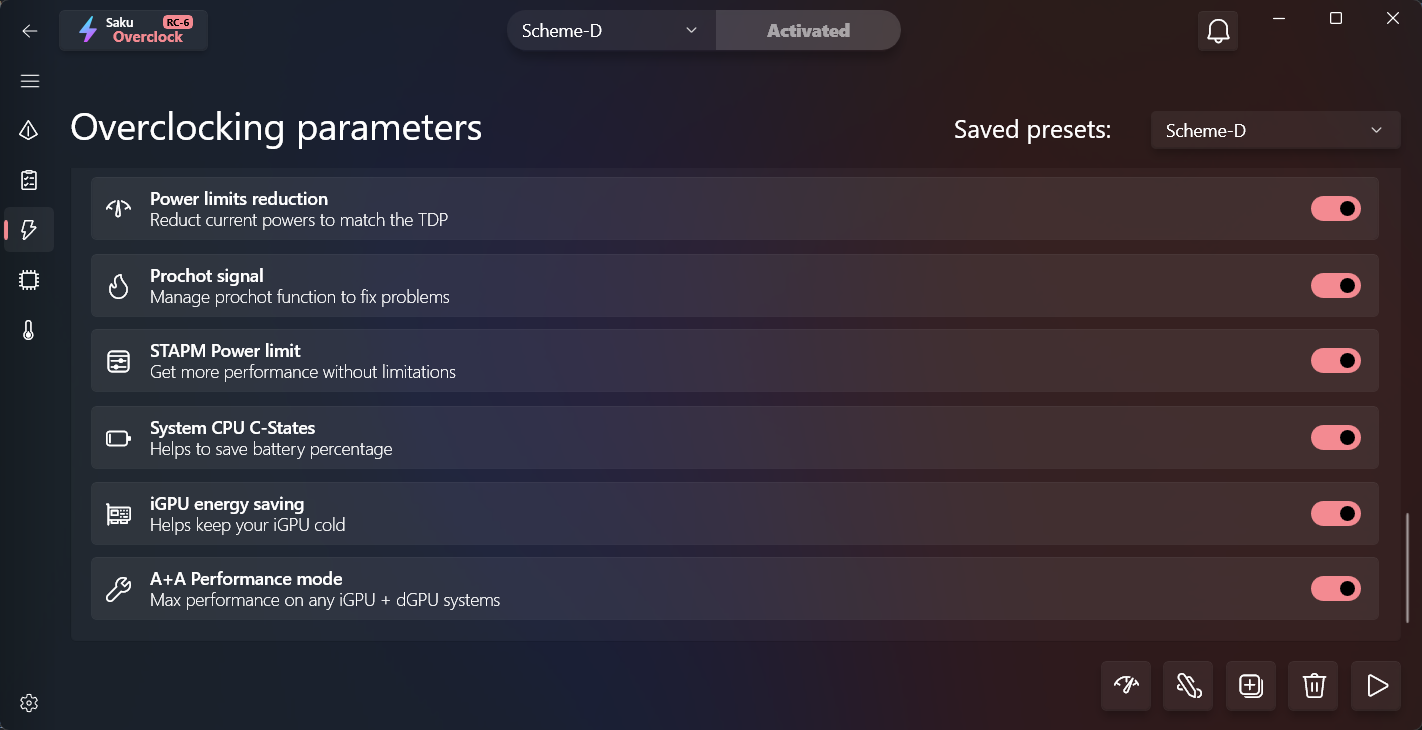 Saku RC-6
Overclock
Scheme-D
Activated
Overclocking parameters
Saved presets:
Scheme-D
Power limits reduction
Reduct current powers to match the TDP
Prochot signal
Manage prochot function to fix problems
STAPM Power limit
Get more performance without limitations
System CPU C-States
Helps to save battery percentage
iGPU energy saving
Helps keep your iGPU cold
A+A Performance mode
Max performance on any iGPU + dGPU systems